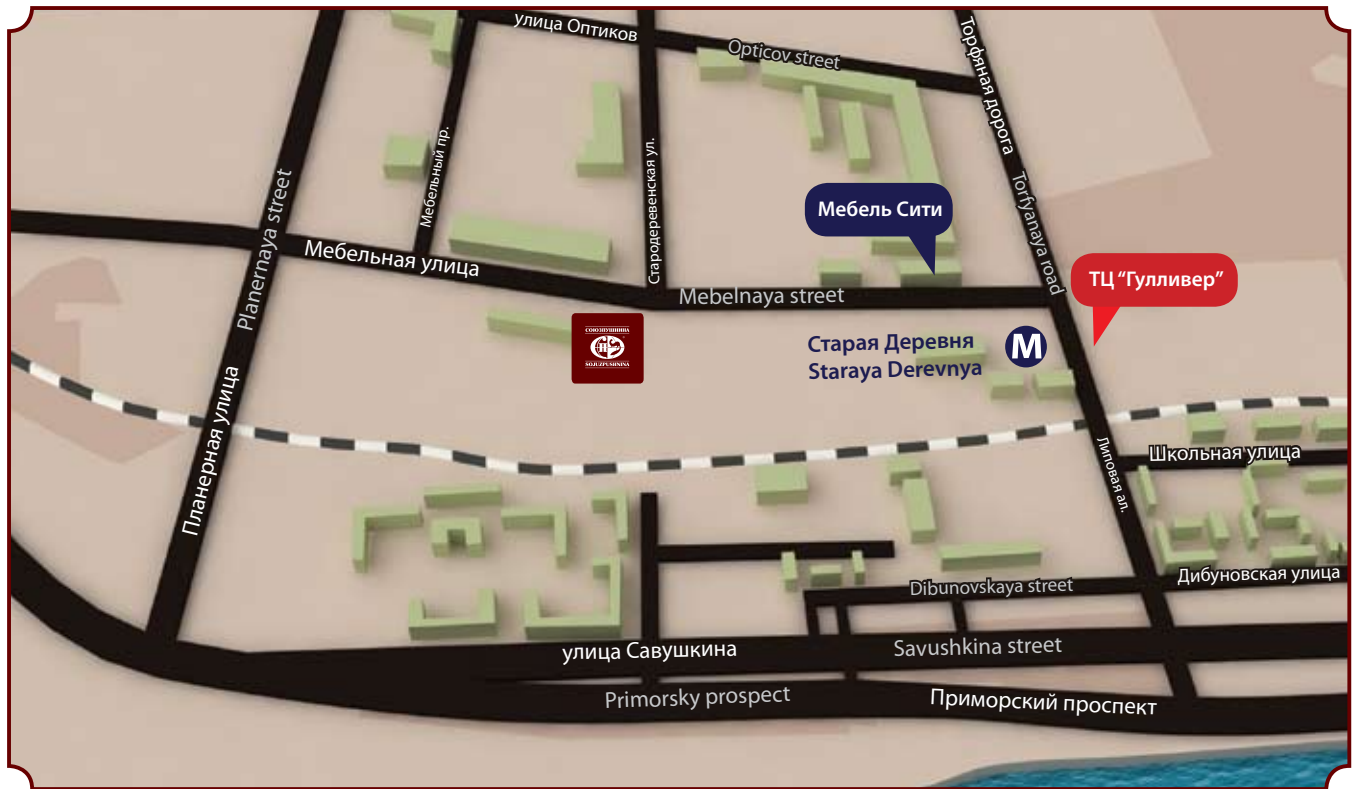 улица Оптиков
Opticov street
Торфяная дорога
Torfyanaya road
Мебельный пр.
Стародеревенская ул.
Planernaya street
Планерная улица
Мебель Сити
Мебельная улица
Mebelnaya street
ТЦ “Гулливер”
СОЮЗПУШНИНА
SOJUZPUSHNINA
Старая Деревня
Staraya Derevnya
М
Липовая ал.
Школьная улица
Dibunovskaya street
Дибуновская улица
улица Савушкина
Savushkina street
Primorsky prospect
Приморский проспект